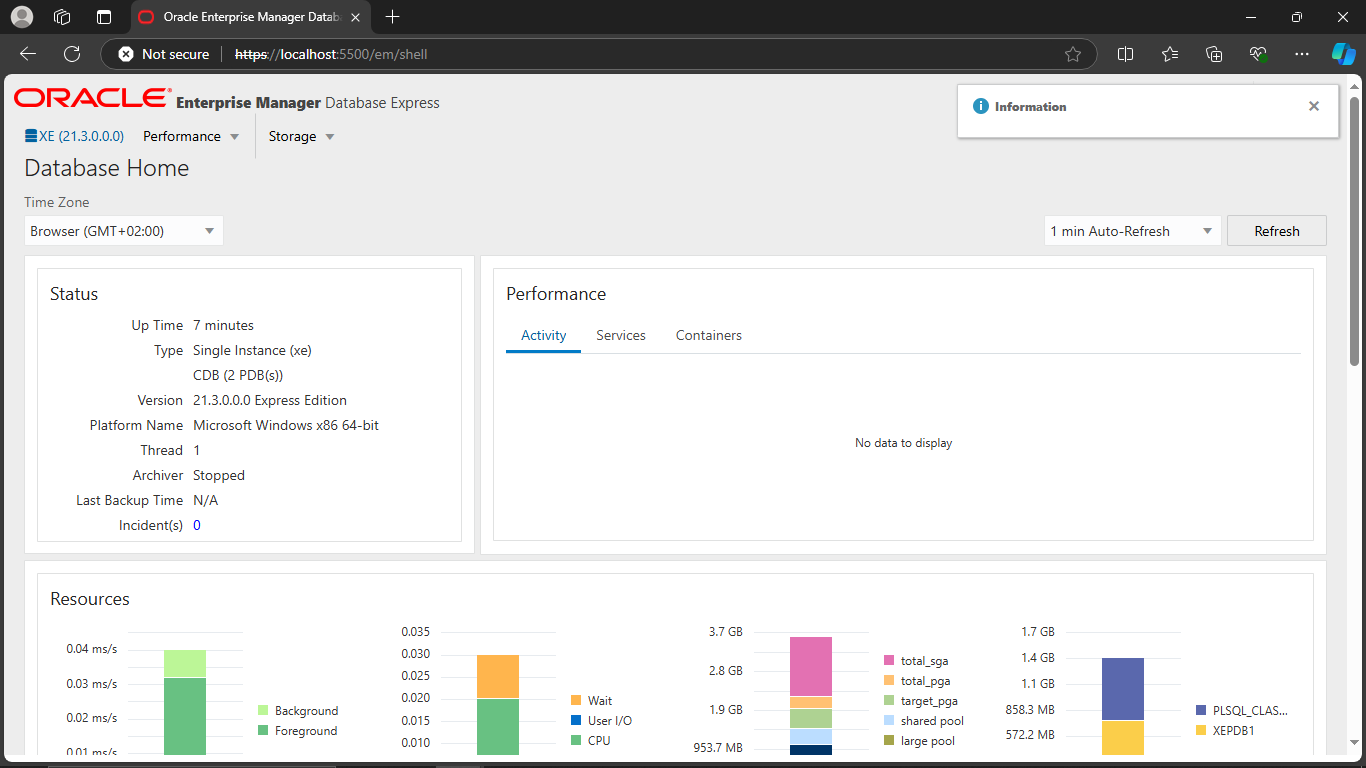 Oracle Enterprise Manager Datab
Not secure https://localhost:5500/em/shell
ORACLE® Enterprise Manager Database Express
Information
XE (21.3.0.0.0) Performance Storage
Database Home
Time Zone
Browser (GMT+02:00) 1 min Auto-Refresh Refresh
Status
Up Time 7 minutes
Type Single Instance (xe)
CDB (2 PDB(s))
Version 21.3.0.0.0 Express Edition
Platform Name Microsoft Windows x86 64-bit
Thread 1
Archiver Stopped
Last Backup Time N/A
Incident(s) 0
Performance
Activity Services Containers
No data to display
Resources
0.04 ms/s
0.03 ms/s
0.02 ms/s
0.01 ms/s
Background
Foreground
0.035
0.030
0.025
0.020
0.015
0.010
Wait
User I/O
CPU
3.7 GB
2.8 GB
1.9 GB
953.7 MB
total_sga
total_pga
target_pga
shared pool
large pool
1.7 GB
1.4 GB
1.1 GB
858.3 MB
572.2 MB
PLSQL_CLAS...
XEPDB1